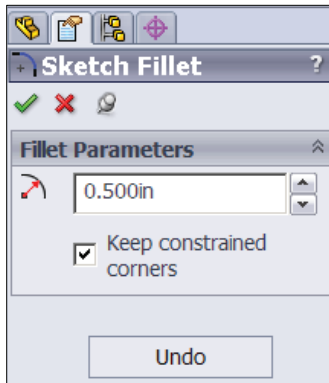 Sketch Fillet ?
Fillet Parameters
0.500in
Keep constrained
corners
Undo